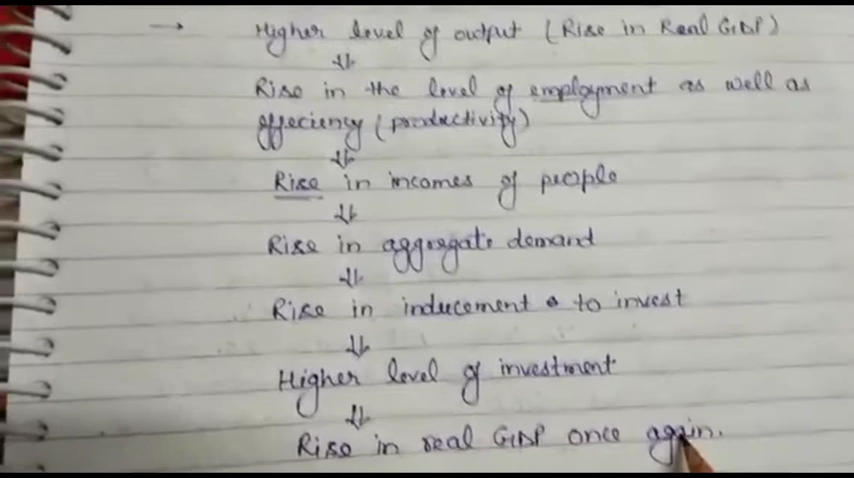 → Higher level of output (Rise in Real GDP)
⇓
Rise in the level of employment as well as
effeciency (productivity)
⇓
Rise in incomes of people
⇓
Rise in aggregate demand
⇓
Rise in inducement to invest
⇓
Higher level of investment
⇓
Rise in real GDP once again.